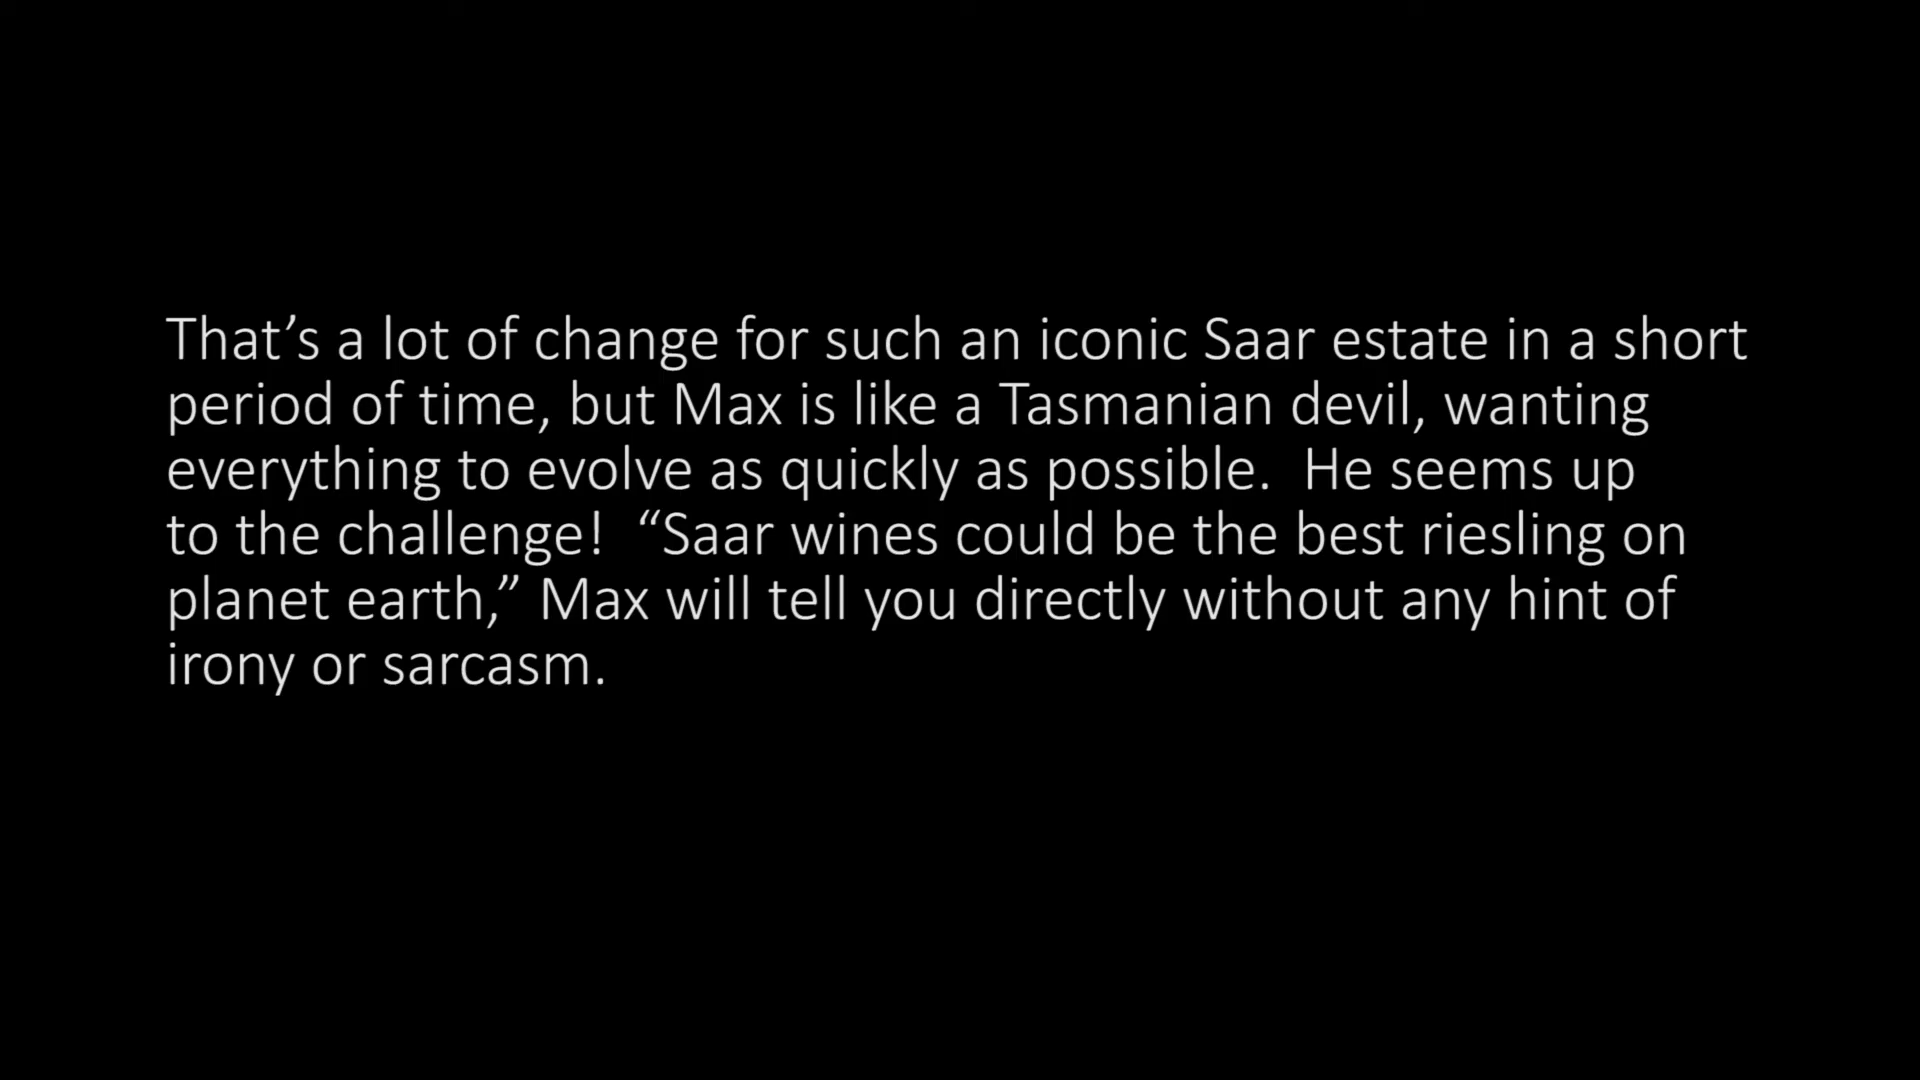 That’s a lot of change for such an iconic Saar estate in a short
period of time, but Max is like a Tasmanian devil, wanting
everything to evolve as quickly as possible.  He seems up
to the challenge!  “Saar wines could be the best riesling on
planet earth,” Max will tell you directly without any hint of
irony or sarcasm.